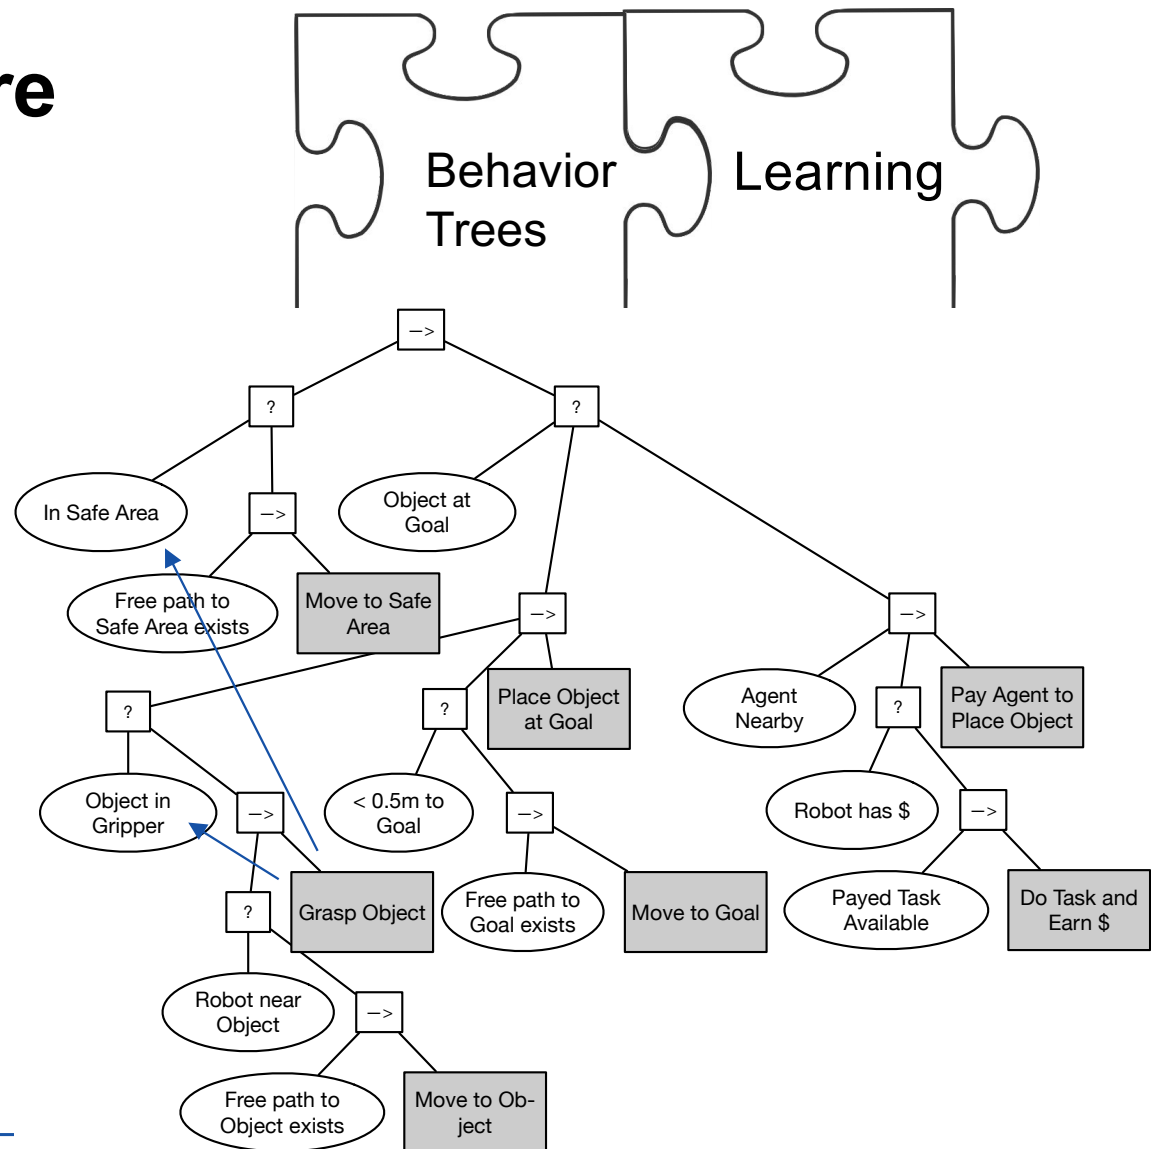 re
Behavior
Trees
Learning
—>
?
?
In Safe Area
—>
Object at
Goal
Free path to
Safe Area exists
Move to Safe
Area
—>
—>
?
?
Place Object
at Goal
Agent
Nearby
?
Pay Agent to
Place Object
Object in
Gripper
—>
< 0.5m to
Goal
—>
Robot has $
—>
?
Grasp Object
Free path to
Goal exists
Move to Goal
Payed Task
Available
Do Task and
Earn $
Robot near
Object
—>
Free path to
Object exists
Move to Ob-
ject